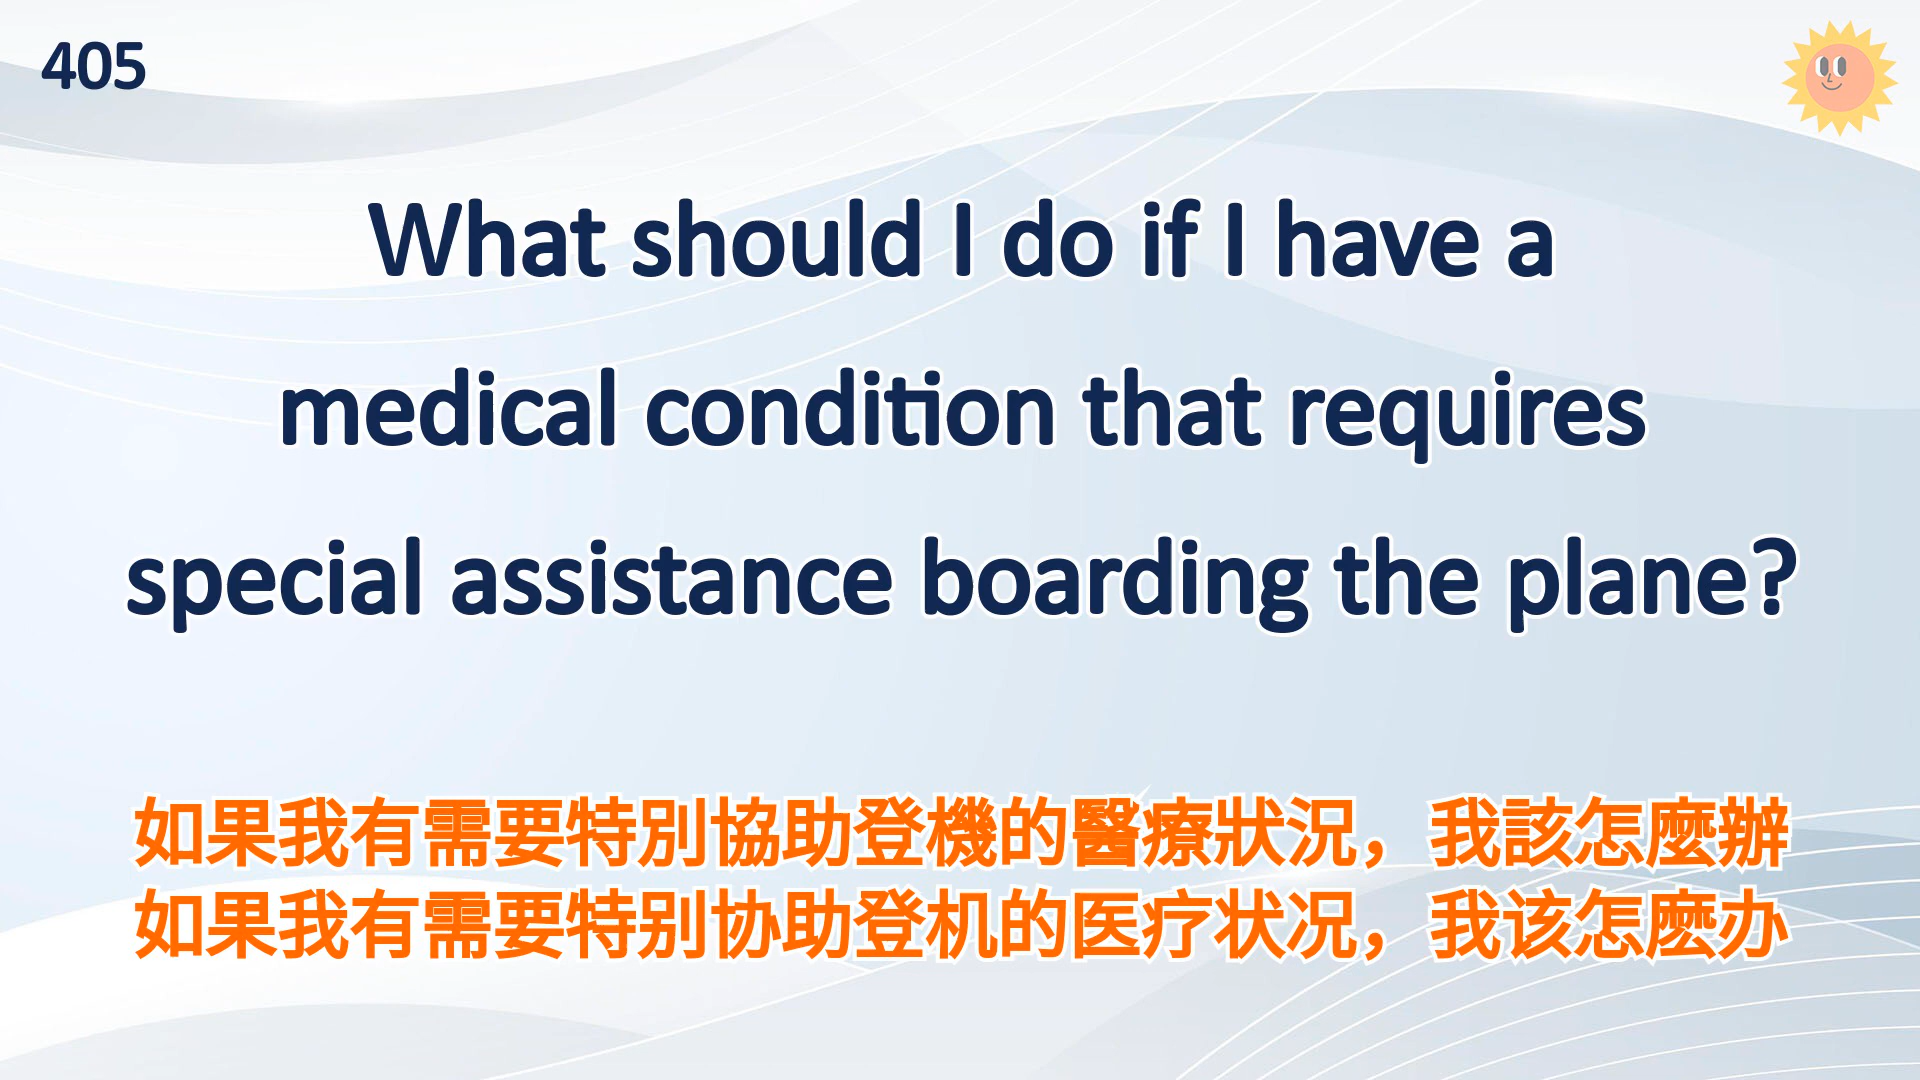 405
What should I do if I have a
medical condition that requires
special assistance boarding the plane?
如果我有需要特別協助登機的醫療狀況，我該怎麼辦
如果我有需要特别协助登机的医疗状况，我该怎麽办